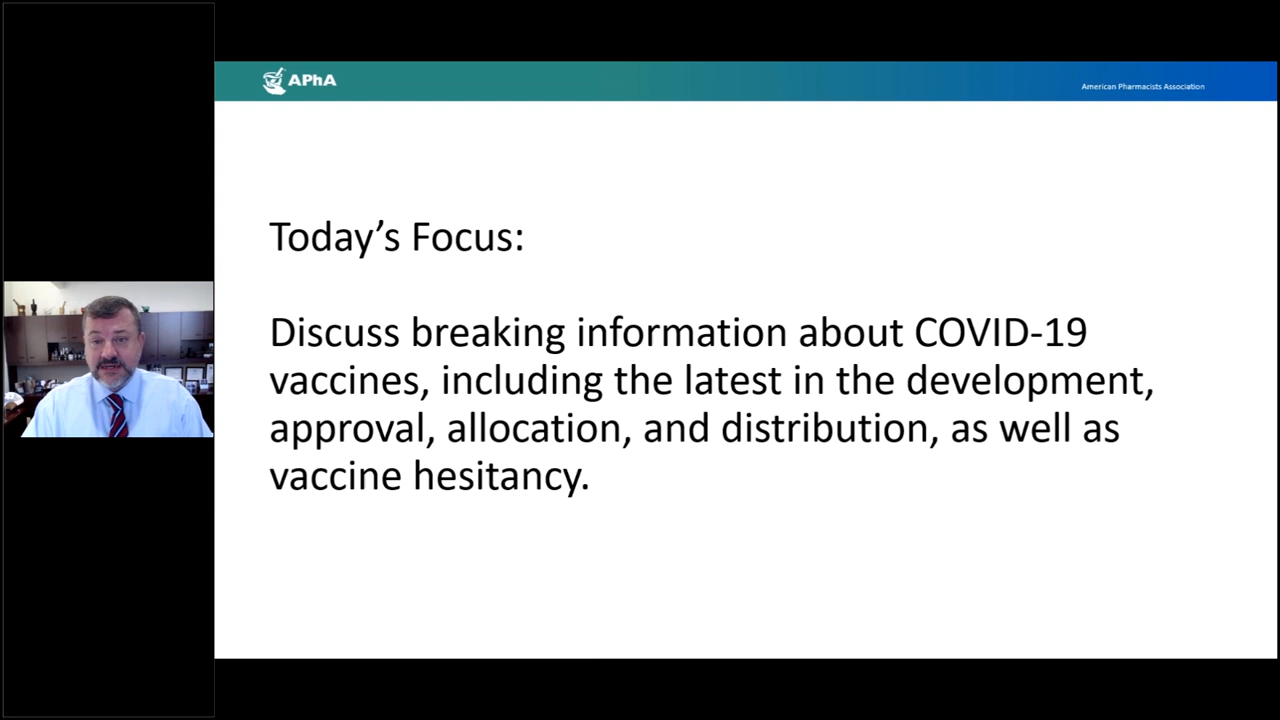 APhA
American Pharmacists Association
Today’s Focus:
Discuss breaking information about COVID-19
vaccines, including the latest in the development,
approval, allocation, and distribution, as well as
vaccine hesitancy.